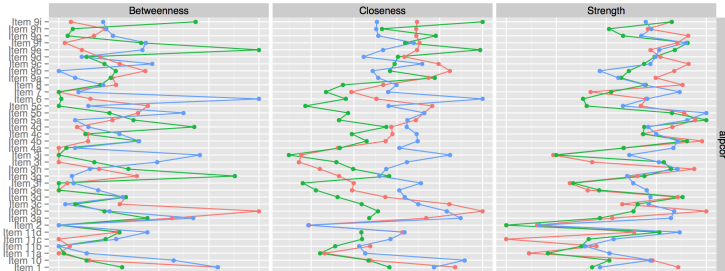 Betweenness Closeness Strength
Item 9i
Item 9h
Item 9g
Item 9f
Item 9e
Item 9d
Item 9c
Item 9b
Item 9a
Item 8
Item 7
Item 6
Item 5c
Item 5b
Item 5a
Item 4d
Item 4c
Item 4b
Item 4a
Item 3j
Item 3i
Item 3h
Item 3g
Item 3f
Item 3e
Item 3d
Item 3c
Item 3b
Item 3a
Item 2
Item 11d
Item 11c
Item 11b
Item 11a
Item 10
Item 1